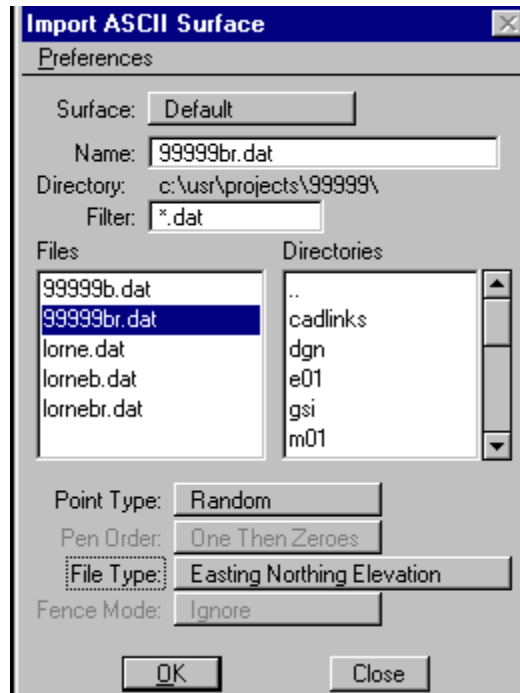 Import ASCII Surface
Preferences
Surface: Default
Name: 99999br.dat
Directory: c:\usr\projects\99999\
Filter: *.dat
Files Directories
99999b.dat ..
99999br.dat cadlinks
lorne.dat dgn
lorneb.dat e01
lornebr.dat gsi
m01
Point Type: Random
Pen Order: One Then Zeroes
File Type: Easting Northing Elevation
Fence Mode: Ignore
OK Close